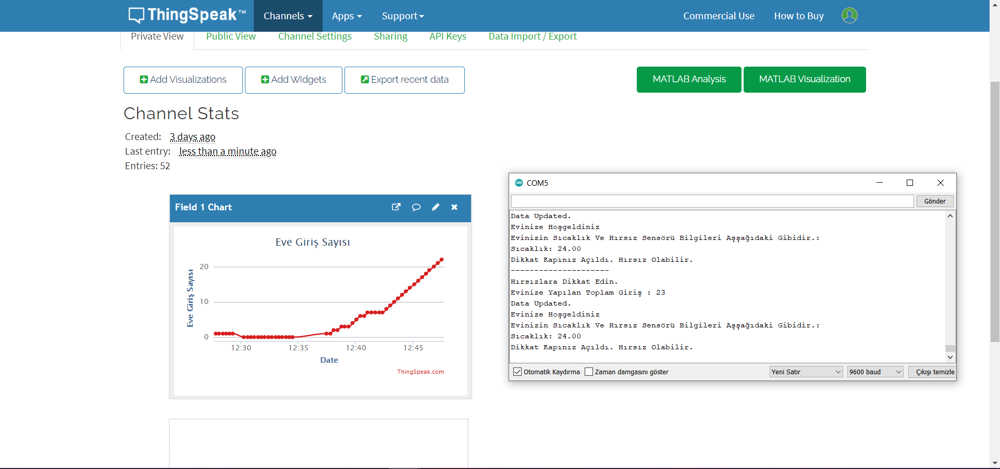 ThingSpeak™ Channels Apps Support Commercial Use How to Buy
Private View Public View Channel Settings Sharing API Keys Data Import / Export
Add Visualizations Add Widgets Export recent data MATLAB Analysis MATLAB Visualization
Channel Stats
Created: 3 days ago
Last entry: less than a minute ago
Entries: 52
Field 1 Chart
Eve Giriş Sayısı
Eve Giriş Sayısı
20
10
0
12:30 12:35 12:40 12:45
Date
ThingSpeak.com
COM5
Gönder
Data Updated.
Evinize Hoşgeldiniz
Evinizin Sıcaklık Ve Hırsız Sensörü Bilgileri Aşşağıdaki Gibidir.:
Sıcaklık: 24.00
Dikkat Kapınız Açıldı. Hırsız Olabilir.
---------------------
Hırsızlara Dikkat Edin.
Evinize Yapılan Toplam Giriş : 23
Data Updated.
Evinize Hoşgeldiniz
Evinizin Sıcaklık Ve Hırsız Sensörü Bilgileri Aşşağıdaki Gibidir.:
Sıcaklık: 24.00
Dikkat Kapınız Açıldı. Hırsız Olabilir.
Otomatik Kaydırma Zaman damgasını göster Yeni Satır 9600 baud Çıkışı temizle